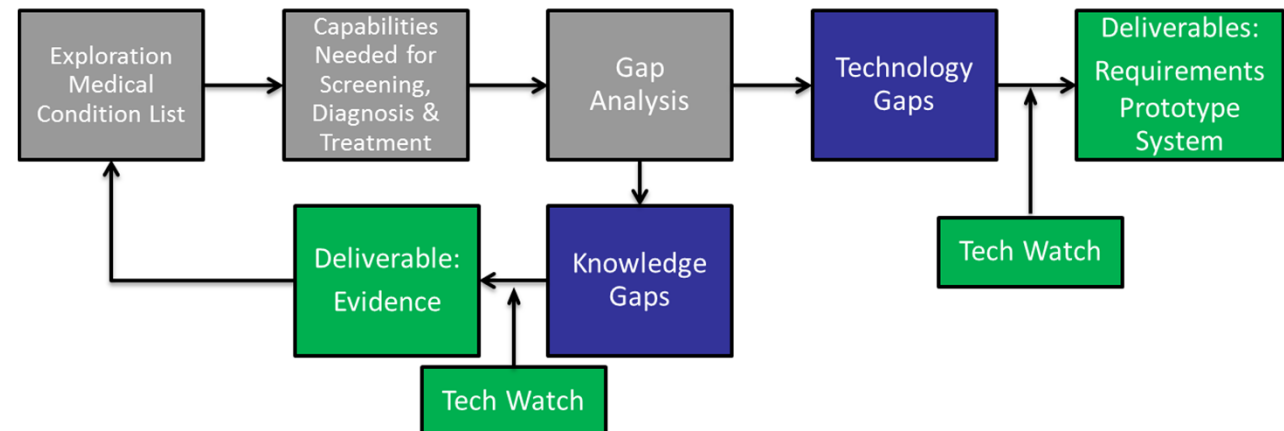 Exploration
Medical
Condition List
Capabilities
Needed for
Screening,
Diagnosis &
Treatment
Gap
Analysis
Technology
Gaps
Deliverables:
Requirements
Prototype
System
Deliverable:
Evidence
Knowledge
Gaps
Tech Watch
Tech Watch